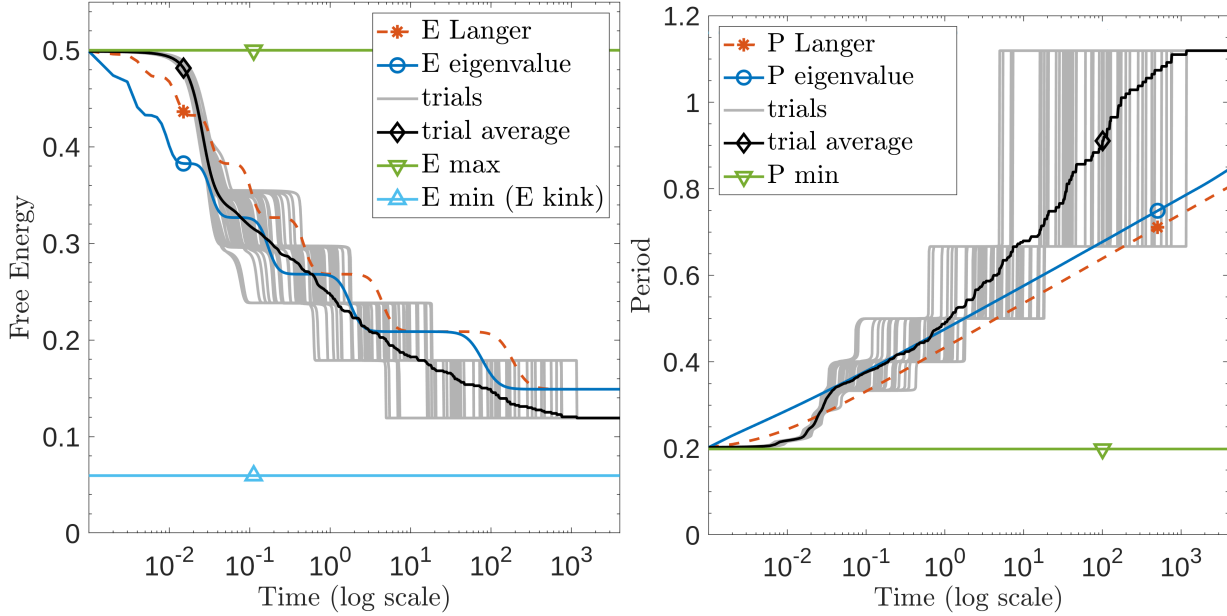 0.5
0.4
0.3
0.2
0.1
0
Free Energy
10^-2
10^-1
10^0
10^1
10^2
10^3
Time (log scale)
E Langer
E eigenvalue
trials
trial average
E max
E min (E kink)
1.2
1
0.8
0.6
0.4
0.2
0
Period
10^-2
10^-1
10^0
10^1
10^2
10^3
Time (log scale)
P Langer
P eigenvalue
trials
trial average
P min